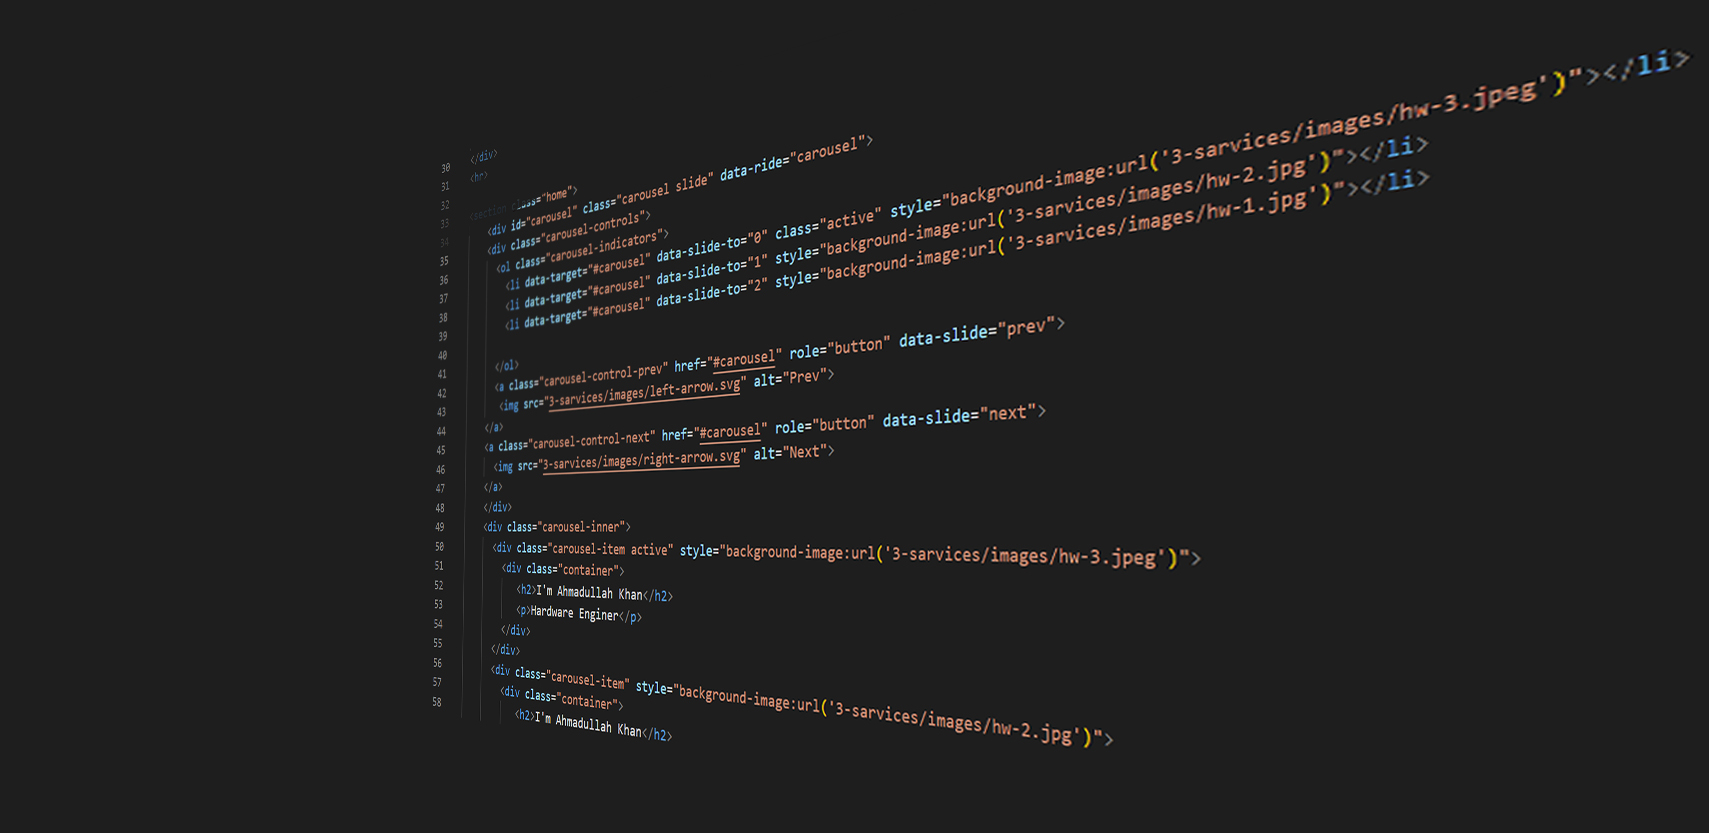 30 </div>
31 <hr>
32
33 <section class="home">
34 <div id="carousel" class="carousel slide" data-ride="carousel">
35 <div class="carousel-controls">
36 <ol class="carousel-indicators">
37 <li data-target="#carousel" data-slide-to="0" class="active" style="background-image:url('3-sarvices/images/hw-3.jpeg')"></li>
38 <li data-target="#carousel" data-slide-to="1" style="background-image:url('3-sarvices/images/hw-2.jpg')"></li>
39 <li data-target="#carousel" data-slide-to="2" style="background-image:url('3-sarvices/images/hw-1.jpg')"></li>
40
41 </ol>
42 <a class="carousel-control-prev" href="#carousel" role="button" data-slide="prev">
43 <img src="3-sarvices/images/left-arrow.svg" alt="Prev">
44 </a>
45 <a class="carousel-control-next" href="#carousel" role="button" data-slide="next">
46 <img src="3-sarvices/images/right-arrow.svg" alt="Next">
47 </a>
48 </div>
49 <div class="carousel-inner">
50 <div class="carousel-item active" style="background-image:url('3-sarvices/images/hw-3.jpeg')">
51 <div class="container">
52 <h2>I'm Ahmadullah Khan</h2>
53 <p>Hardware Enginer</p>
54 </div>
55 </div>
56 <div class="carousel-item" style="background-image:url('3-sarvices/images/hw-2.jpg')">
57 <div class="container">
58 <h2>I'm Ahmadullah Khan</h2>